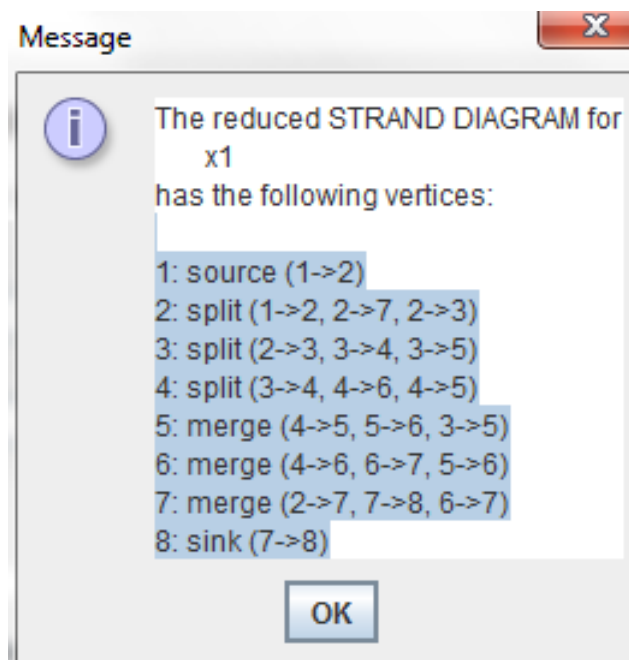 Message
The reduced STRAND DIAGRAM for
x1
has the following vertices:
1: source (1->2)
2: split (1->2, 2->7, 2->3)
3: split (2->3, 3->4, 3->5)
4: split (3->4, 4->6, 4->5)
5: merge (4->5, 5->6, 3->5)
6: merge (4->6, 6->7, 5->6)
7: merge (2->7, 7->8, 6->7)
8: sink (7->8)
OK